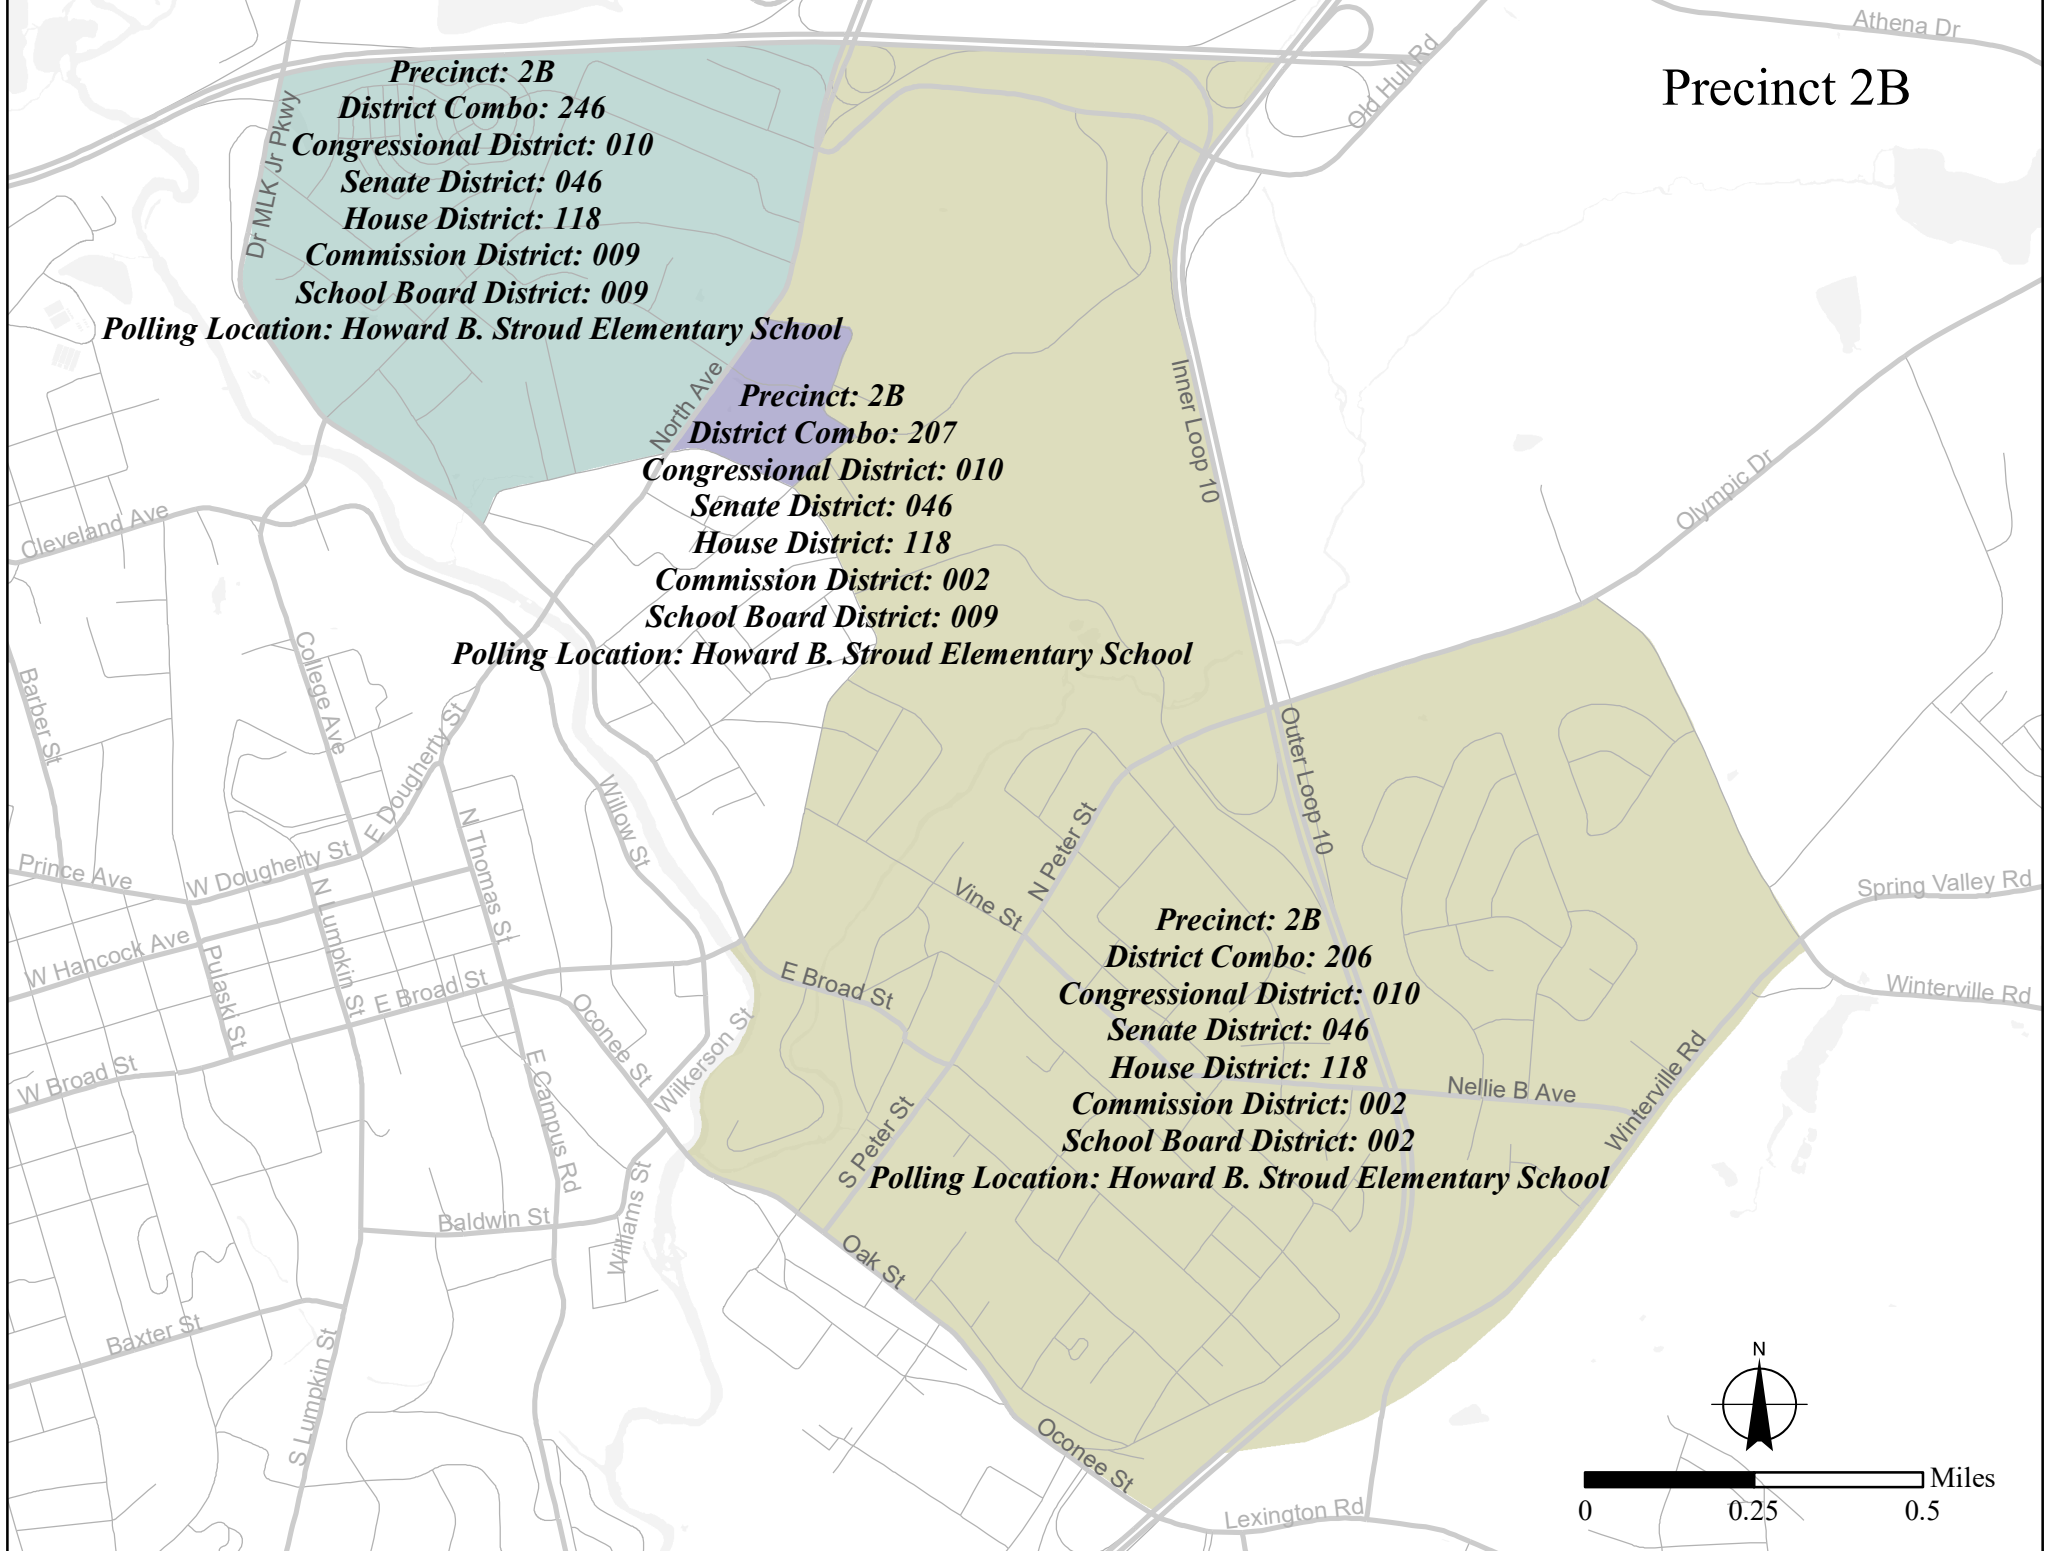 Athena Dr
Precinct 2B
Old Hull Rd
Dr MLK Jr Pkwy
Precinct: 2B
District Combo: 246
Congressional District: 010
Senate District: 046
House District: 118
Commission District: 009
School Board District: 009
Polling Location: Howard B. Stroud Elementary School
North Ave
Inner Loop 10
Precinct: 2B
District Combo: 207
Congressional District: 010
Senate District: 046
House District: 118
Commission District: 002
School Board District: 009
Polling Location: Howard B. Stroud Elementary School
Olympic Dr
Cleveland Ave
Barber St
College Ave
E Dougherty St
Willow St
Outer Loop 10
N Thomas St
N Peter St
Vine St
Prince Ave
W Dougherty St
N Lumpkin St
Spring Valley Rd
W Hancock Ave
Pulaski St
E Broad St
E Broad St
Winterville Rd
Precinct: 2B
District Combo: 206
Congressional District: 010
Senate District: 046
House District: 118
Commission District: 002
School Board District: 002
Polling Location: Howard B. Stroud Elementary School
Oconee St
Wilkerson St
W Broad St
E Campus Rd
Nellie B Ave
Winterville Rd
S Peter St
Williams St
Baldwin St
Oak St
Baxter St
S Lumpkin St
Oconee St
Lexington Rd
N
Miles
0
0.25
0.5